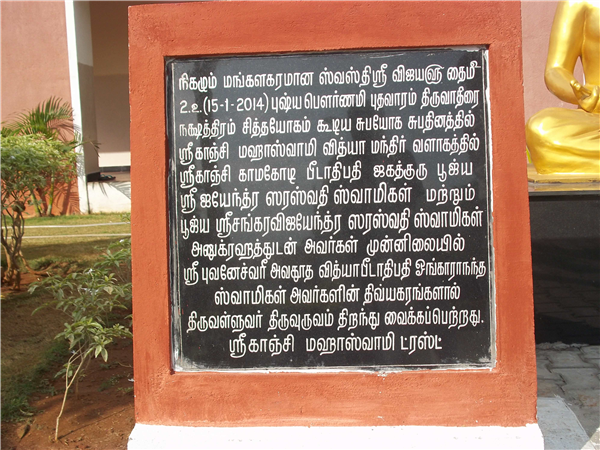 நிகழும் மங்களகரமான ஸ்வஸ்திஸ்ரீ விஜயஸ்ரீ தைமீ
2உ (15-1-2014) புஷ்ய பௌர்ணமி புதவாரம் திருவாதிரை
நக்ஷத்திரம் சித்தயோகம் கூடிய சுபயோக சுபதினத்தில்
ஸ்ரீகாஞ்சி மஹாஸ்வாமி வித்யா மந்திர் வளாகத்தில்
ஸ்ரீகாஞ்சி காமகோடி பீடாதிபதி ஜகத்குரு பூஜ்ய
ஸ்ரீ ஜயேந்த்ர ஸரஸ்வதி ஸ்வாமிகள் மற்றும்
பூஜ்ய ஸ்ரீசங்கரவிஜயேந்த்ர ஸரஸ்வதி ஸ்வாமிகள்
அனுக்ரஹத்துடன் அவர்கள் முன்னிலையில்
ஸ்ரீ புவனேச்வரீ அவதூத வித்யாபீடாதிபதி ஓங்காராநந்த
ஸ்வாமிகள் அவர்களின் திவ்யகரங்களால்
திருவள்ளுவர் திருவுருவம் திறந்து வைக்கப்பெற்றது.
ஸ்ரீகாஞ்சி மஹாஸ்வாமி ட்ரஸ்ட்